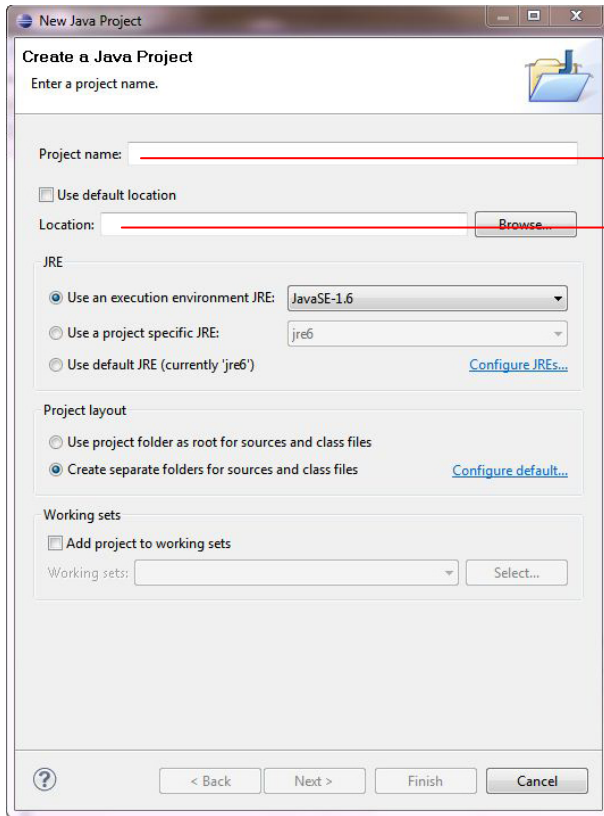 New Java Project
Create a Java Project
Enter a project name.
Project name:
Use default location
Location:
Browse...
JRE
Use an execution environment JRE:
JavaSE-1.6
Use a project specific JRE:
jre6
Use default JRE (currently 'jre6')
Configure JREs...
Project layout
Use project folder as root for sources and class files
Create separate folders for sources and class files
Configure default...
Working sets
Add project to working sets
Working sets:
Select...
?
< Back
Next >
Finish
Cancel